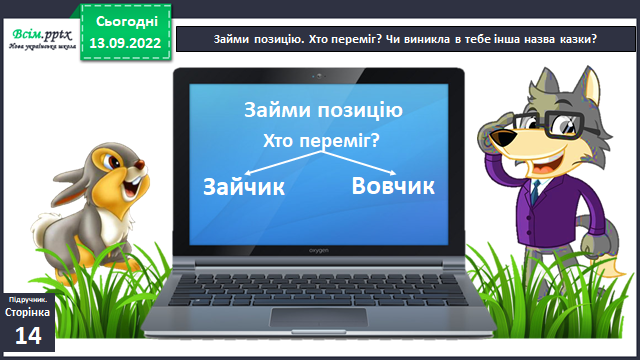 Всім.pptx
Нова українська школа
Сьогодні
13.09.2022
Займи позицію. Хто переміг? Чи виникла в тебе інша назва казки?
Займи позицію
Хто переміг?
Зайчик Вовчик
oxygen
Підручник.
Сторінка
14